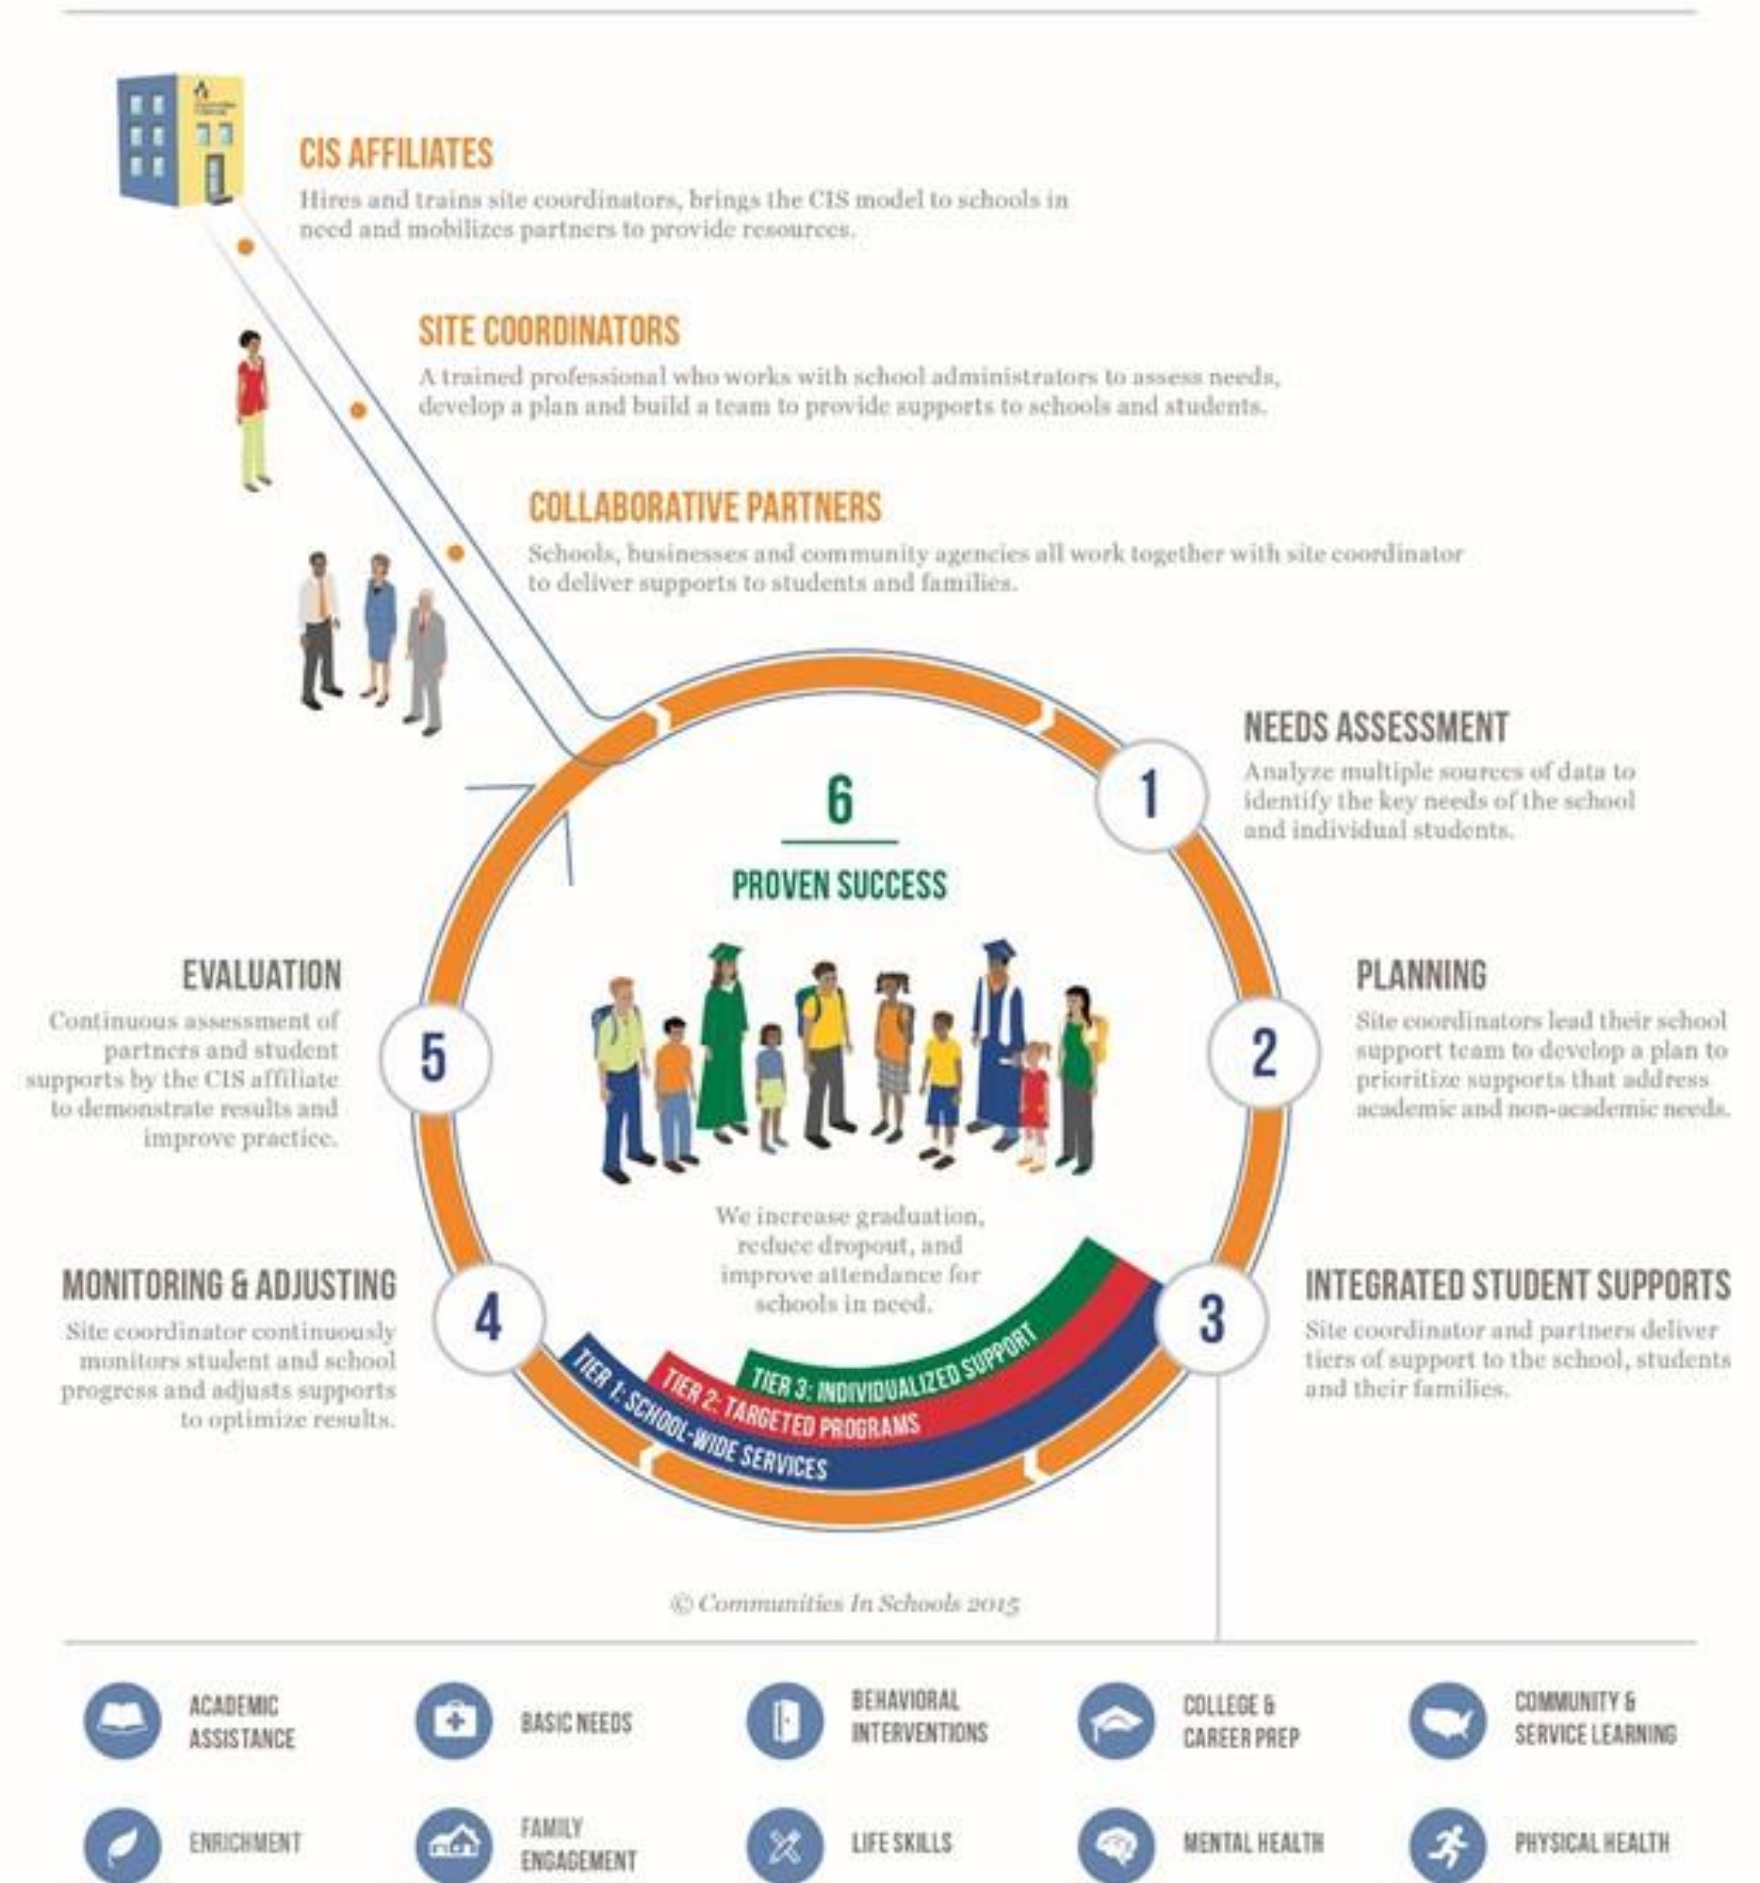 CIS AFFILIATES
Hires and trains site coordinators, brings the CIS model to schools in
need and mobilizes partners to provide resources.
SITE COORDINATORS
A trained professional who works with school administrators to assess needs,
develop a plan and build a team to provide supports to schools and students.
COLLABORATIVE PARTNERS
Schools, businesses and community agencies all work together with site coordinator
to deliver supports to students and families.
1
NEEDS ASSESSMENT
Analyze multiple sources of data to
identify the key needs of the school
and individual students.
2
PLANNING
Site coordinators lead their school
support team to develop a plan to
prioritize supports that address
academic and non-academic needs.
3
INTEGRATED STUDENT SUPPORTS
Site coordinator and partners deliver
tiers of support to the school, students
and their families.
TIER 1: SCHOOL-WIDE SERVICES
TIER 2: TARGETED PROGRAMS
TIER 3: INDIVIDUALIZED SUPPORT
4
MONITORING & ADJUSTING
Site coordinator continuously
monitors student and school
progress and adjusts supports
to optimize results.
5
EVALUATION
Continuous assessment of
partners and student
supports by the CIS affiliate
to demonstrate results and
improve practice.
6
PROVEN SUCCESS
We increase graduation,
reduce dropout, and
improve attendance for
schools in need.
© Communities In Schools 2015
ACADEMIC
ASSISTANCE
BASIC NEEDS
BEHAVIORAL
INTERVENTIONS
COLLEGE &
CAREER PREP
COMMUNITY &
SERVICE LEARNING
ENRICHMENT
FAMILY
ENGAGEMENT
LIFE SKILLS
MENTAL HEALTH
PHYSICAL HEALTH